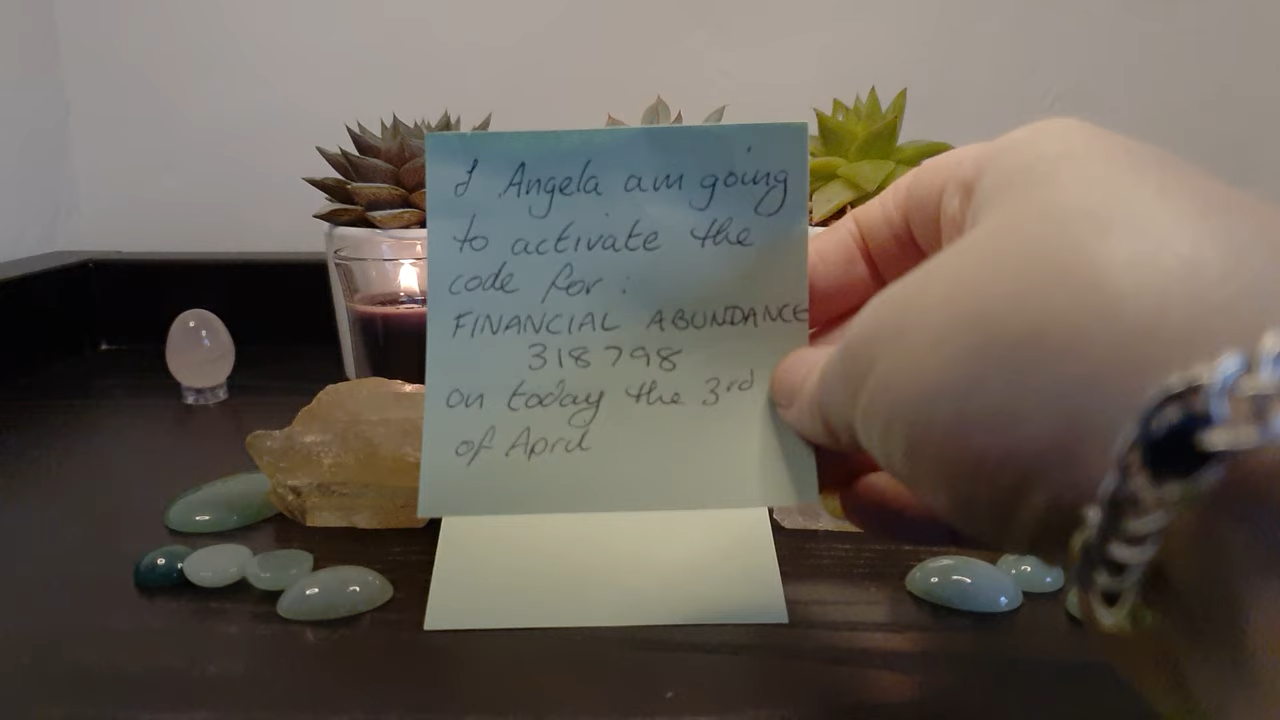 I Angela am going
to activate the
code for:
FINANCIAL ABUNDANCE
318798
on today the 3rd
of April